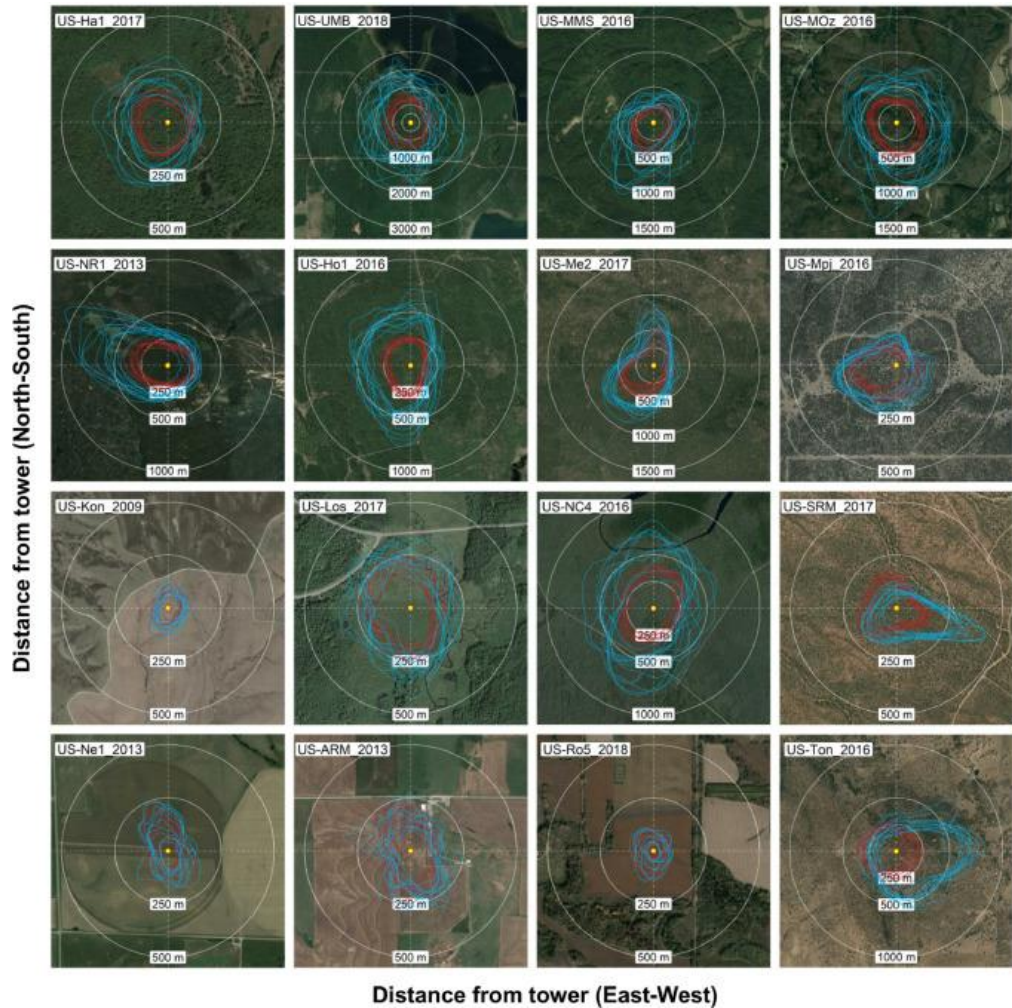 US-Ha1_2017
250 m
500 m
US-UMB_2018
1000 m
2000 m
3000 m
US-MMS_2016
500 m
1000 m
1500 m
US-MOz_2016
500 m
1000 m
1500 m
US-NR1_2013
250 m
500 m
1000 m
US-Ho1_2016
250 m
500 m
1000 m
US-Me2_2017
500 m
1000 m
1500 m
US-Mpj_2016
250 m
500 m
US-Kon_2009
250 m
500 m
US-Los_2017
250 m
500 m
US-NC4_2016
250 m
500 m
1000 m
US-SRM_2017
250 m
500 m
US-Ne1_2013
250 m
500 m
US-ARM_2013
250 m
500 m
US-Ro5_2018
250 m
500 m
US-Ton_2016
250 m
500 m
1000 m
Distance from tower (North-South)
Distance from tower (East-West)